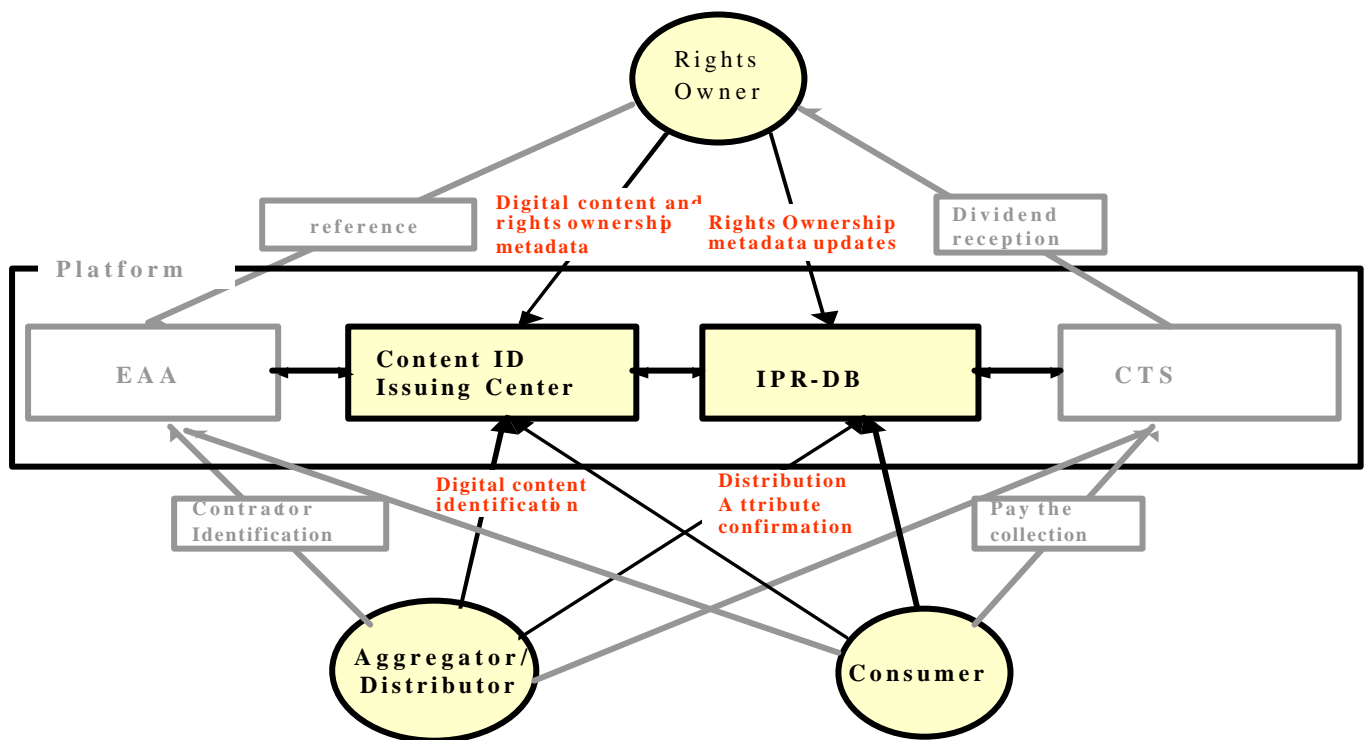 Rights
Owner
Digital content and
rights ownership
metadata
Rights Ownership
metadata updates
Dividend
reception
reference
Platform
EAA
Content ID
Issuing Center
IPR-DB
CTS
Digital content
identification
Distribution
Attribute
confirmation
Contrador
Identification
Pay the
collection
Aggregator/
Distributor
Consumer